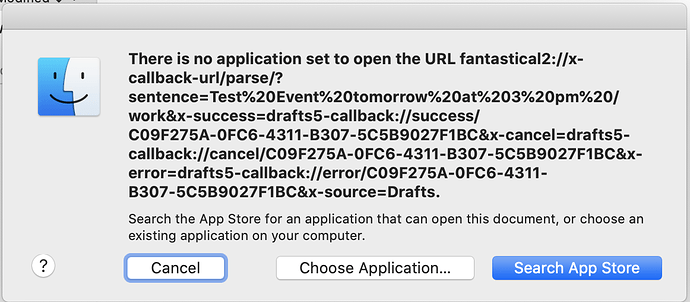 odified
There is no application set to open the URL fantastical2://x-
callback-url/parse/?
sentence=Test%20Event%20tomorrow%20at%203%20pm%20/
work&x-success=drafts5-callback://success/
C09F275A-0FC6-4311-B307-5C5B9027F1BC&x-cancel=drafts5-
callback://cancel/C09F275A-0FC6-4311-B307-5C5B9027F1BC&x-
error=drafts5-callback://error/C09F275A-0FC6-4311-
B307-5C5B9027F1BC&x-source=Drafts.
Search the App Store for an application that can open this document, or choose an
existing application on your computer.
? Cancel Choose Application... Search App Store